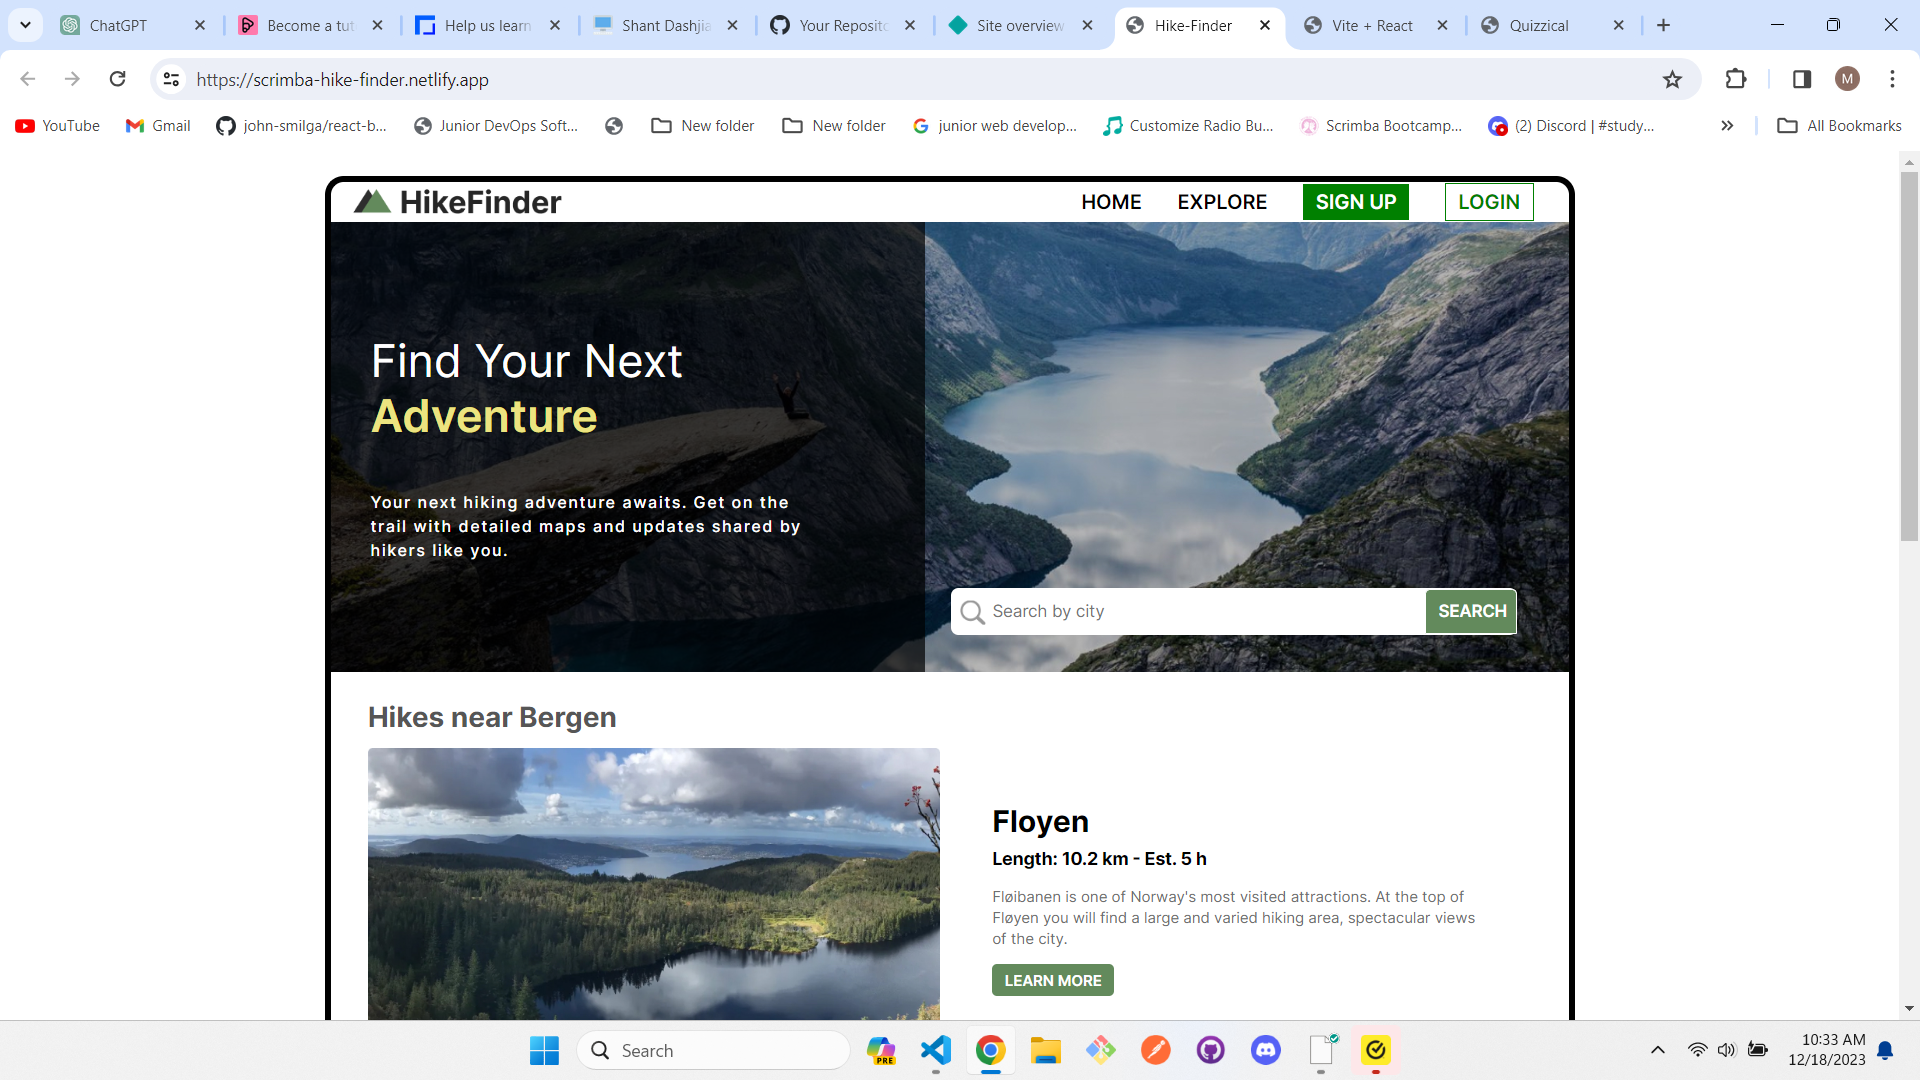 ChatGPT
Become a tut
Help us learn
Shant Dashjia
Your Reposito
Site overview
Hike-Finder
Vite + React
Quizzical
https://scrimba-hike-finder.netlify.app
M
YouTube
Gmail
john-smilga/react-b...
Junior DevOps Soft...
New folder
New folder
junior web develop...
Customize Radio Bu...
Scrimba Bootcamp...
(2) Discord | #study...
All Bookmarks
HikeFinder
HOME
EXPLORE
SIGN UP
LOGIN
Find Your Next
Adventure
Your next hiking adventure awaits. Get on the
trail with detailed maps and updates shared by
hikers like you.
Search by city
SEARCH
Hikes near Bergen
Floyen
Length: 10.2 km - Est. 5 h
Fløibanen is one of Norway's most visited attractions. At the top of
Fløyen you will find a large and varied hiking area, spectacular views
of the city.
LEARN MORE
Search
PRE
10:33 AM
12/18/2023